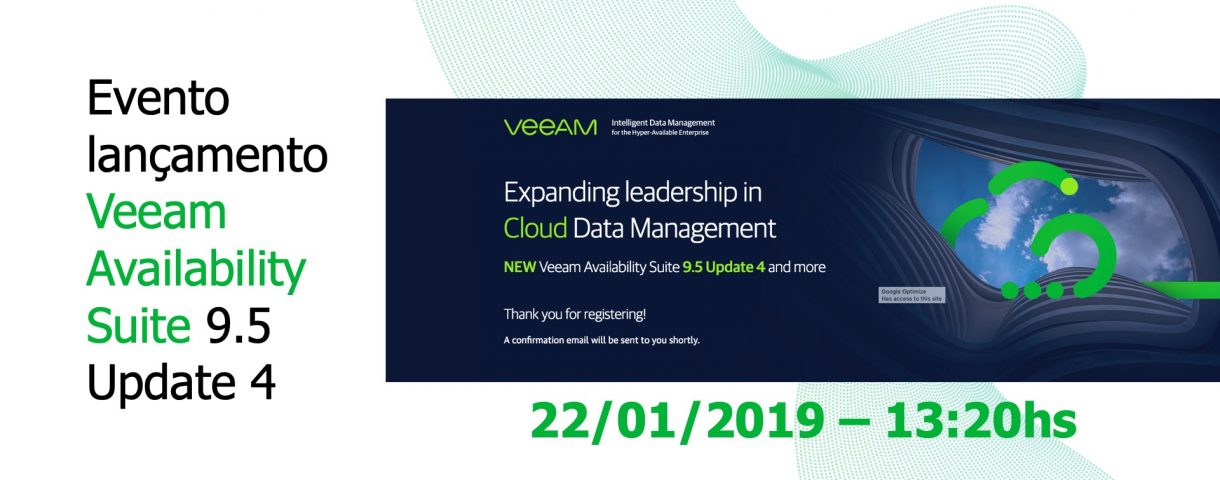 Evento
lançamento
Veeam
Availability
Suite 9.5
Update 4
VEEAM
Intelligent Data Management
for the Hyper-Available Enterprise
Expanding leadership in
Cloud Data Management
NEW Veeam Availability Suite 9.5 Update 4 and more
Google Optimize
Has access to this site
Thank you for registering!
A confirmation email will be sent to you shortly.
22/01/2019 – 13:20hs